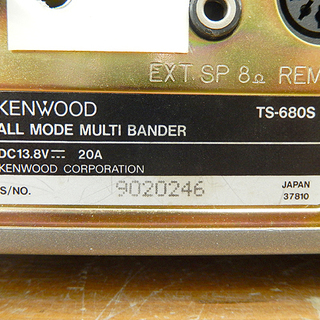 EXT SP 8Ω REM
KENWOOD TS-680S
ALL MODE MULTI BANDER
DC13.8V⎓ 20A
KENWOOD CORPORATION
S/NO. 9020246 JAPAN
37810